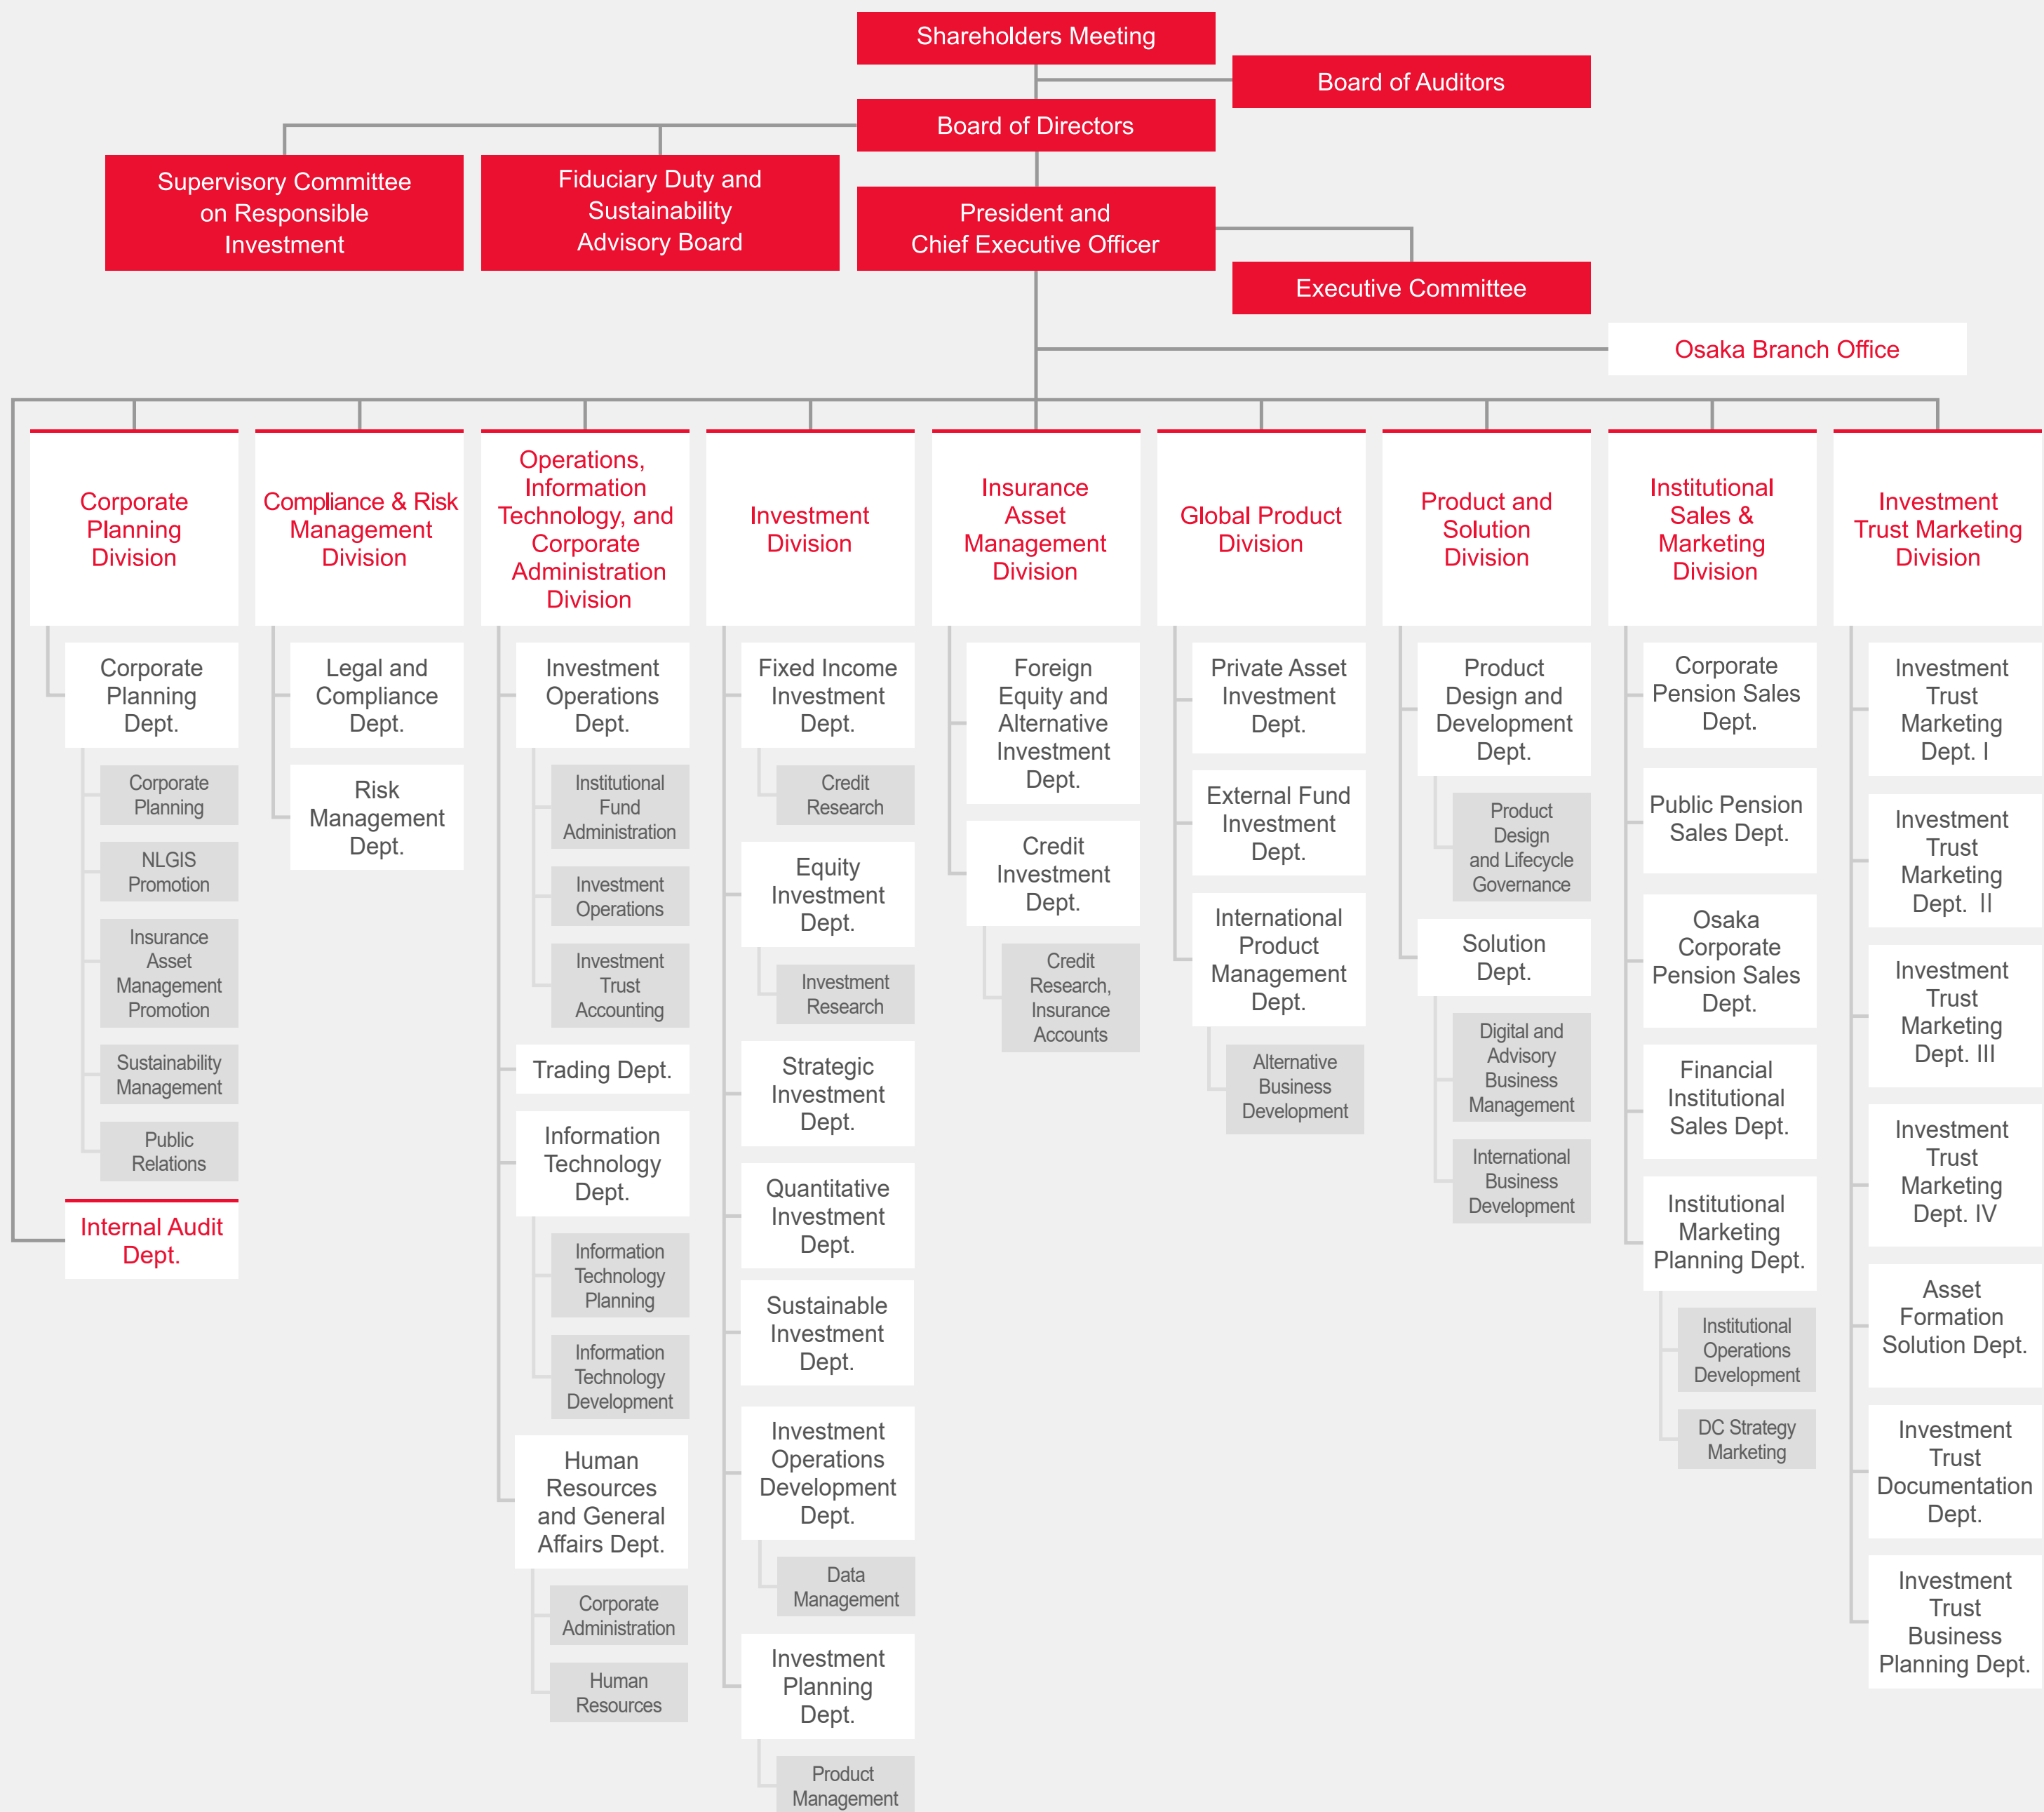 Shareholders Meeting
Board of Auditors
Board of Directors
Supervisory Committee
on Responsible
Investment
Fiduciary Duty and
Sustainability
Advisory Board
President and
Chief Executive Officer
Executive Committee
Osaka Branch Office
Corporate
Planning
Division
Corporate
Planning
Dept.
Corporate
Planning
NLGIS
Promotion
Insurance
Asset
Management
Promotion
Sustainability
Management
Public
Relations
Internal Audit
Dept.
Compliance & Risk
Management
Division
Legal and
Compliance
Dept.
Risk
Management
Dept.
Operations,
Information
Technology, and
Corporate
Administration
Division
Investment
Operations
Dept.
Institutional
Fund
Administration
Investment
Operations
Investment
Trust
Accounting
Trading Dept.
Information
Technology
Dept.
Information
Technology
Planning
Information
Technology
Development
Human
Resources
and General
Affairs Dept.
Corporate
Administration
Human
Resources
Investment
Division
Fixed Income
Investment
Dept.
Credit
Research
Equity
Investment
Dept.
Investment
Research
Strategic
Investment
Dept.
Quantitative
Investment
Dept.
Sustainable
Investment
Dept.
Investment
Operations
Development
Dept.
Data
Management
Investment
Planning
Dept.
Product
Management
Insurance
Asset
Management
Division
Foreign
Equity and
Alternative
Investment
Dept.
Credit
Investment
Dept.
Credit
Research,
Insurance
Accounts
Global Product
Division
Private Asset
Investment
Dept.
External Fund
Investment
Dept.
International
Product
Management
Dept.
Alternative
Business
Development
Product and
Solution
Division
Product
Design and
Development
Dept.
Product
Design
and Lifecycle
Governance
Solution
Dept.
Digital and
Advisory
Business
Management
International
Business
Development
Institutional
Sales &
Marketing
Division
Corporate
Pension Sales
Dept.
Public Pension
Sales Dept.
Osaka
Corporate
Pension Sales
Dept.
Financial
Institutional
Sales Dept.
Institutional
Marketing
Planning Dept.
Institutional
Operations
Development
DC Strategy
Marketing
Investment
Trust Marketing
Division
Investment
Trust
Marketing
Dept. I
Investment
Trust
Marketing
Dept. II
Investment
Trust
Marketing
Dept. III
Investment
Trust
Marketing
Dept. IV
Asset
Formation
Solution Dept.
Investment
Trust
Documentation
Dept.
Investment
Trust
Business
Planning Dept.